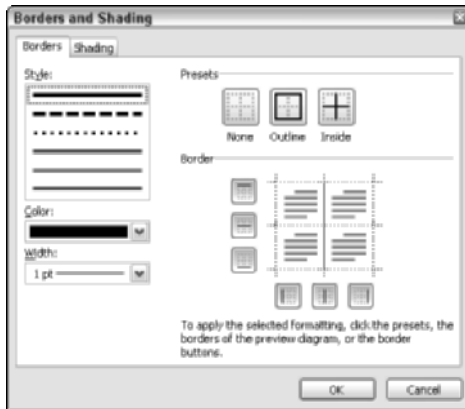 Borders and Shading
Borders Shading
Style:
Presets
None Outline Inside
Border
Color:
Width:
1 pt
To apply the selected formatting, click the presets, the
borders of the preview diagram, or the border
buttons.
OK Cancel